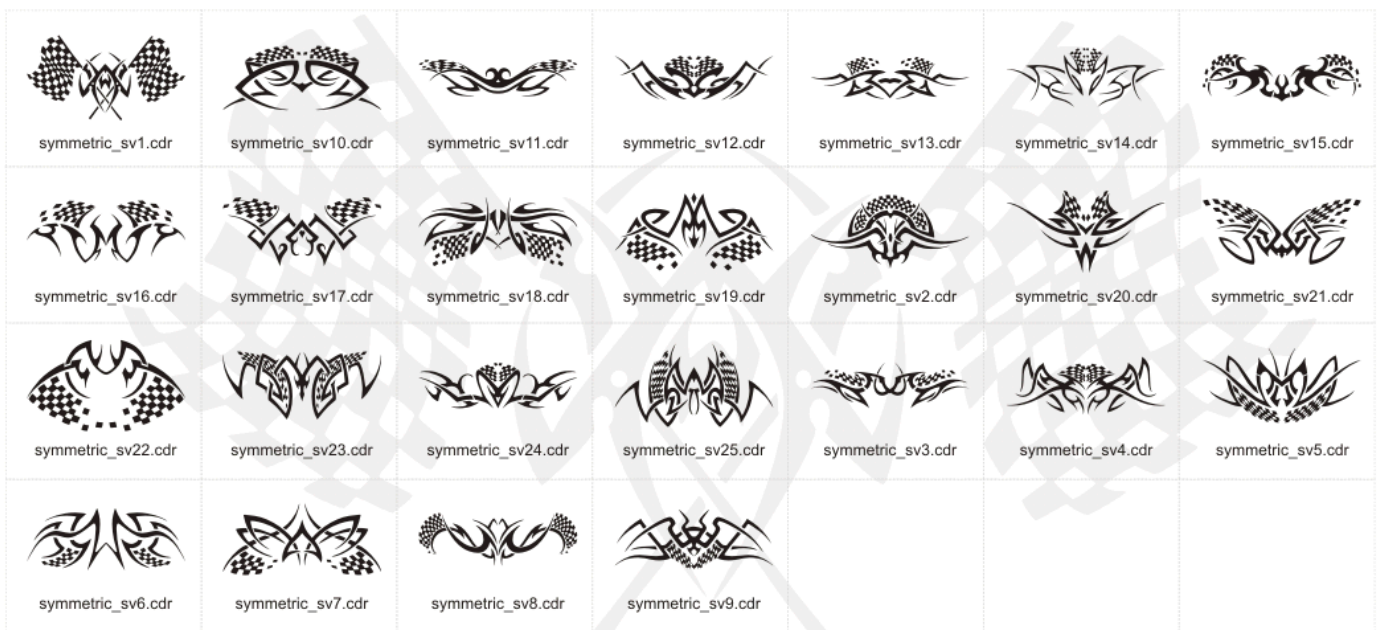 symmetric_sv1.cdr
symmetric_sv10.cdr
symmetric_sv11.cdr
symmetric_sv12.cdr
symmetric_sv13.cdr
symmetric_sv14.cdr
symmetric_sv15.cdr
symmetric_sv16.cdr
symmetric_sv17.cdr
symmetric_sv18.cdr
symmetric_sv19.cdr
symmetric_sv2.cdr
symmetric_sv20.cdr
symmetric_sv21.cdr
symmetric_sv22.cdr
symmetric_sv23.cdr
symmetric_sv24.cdr
symmetric_sv25.cdr
symmetric_sv3.cdr
symmetric_sv4.cdr
symmetric_sv5.cdr
symmetric_sv6.cdr
symmetric_sv7.cdr
symmetric_sv8.cdr
symmetric_sv9.cdr